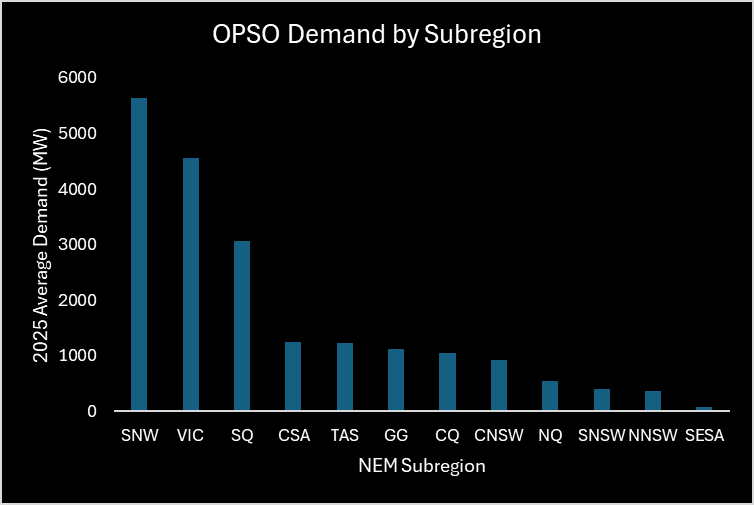 OPSO Demand by Subregion
2025 Average Demand (MW)
6000
5000
4000
3000
2000
1000
0
SNW VIC SQ CSA TAS GG CQ CNSW NQ SNSW NNSW SESA
NEM Subregion